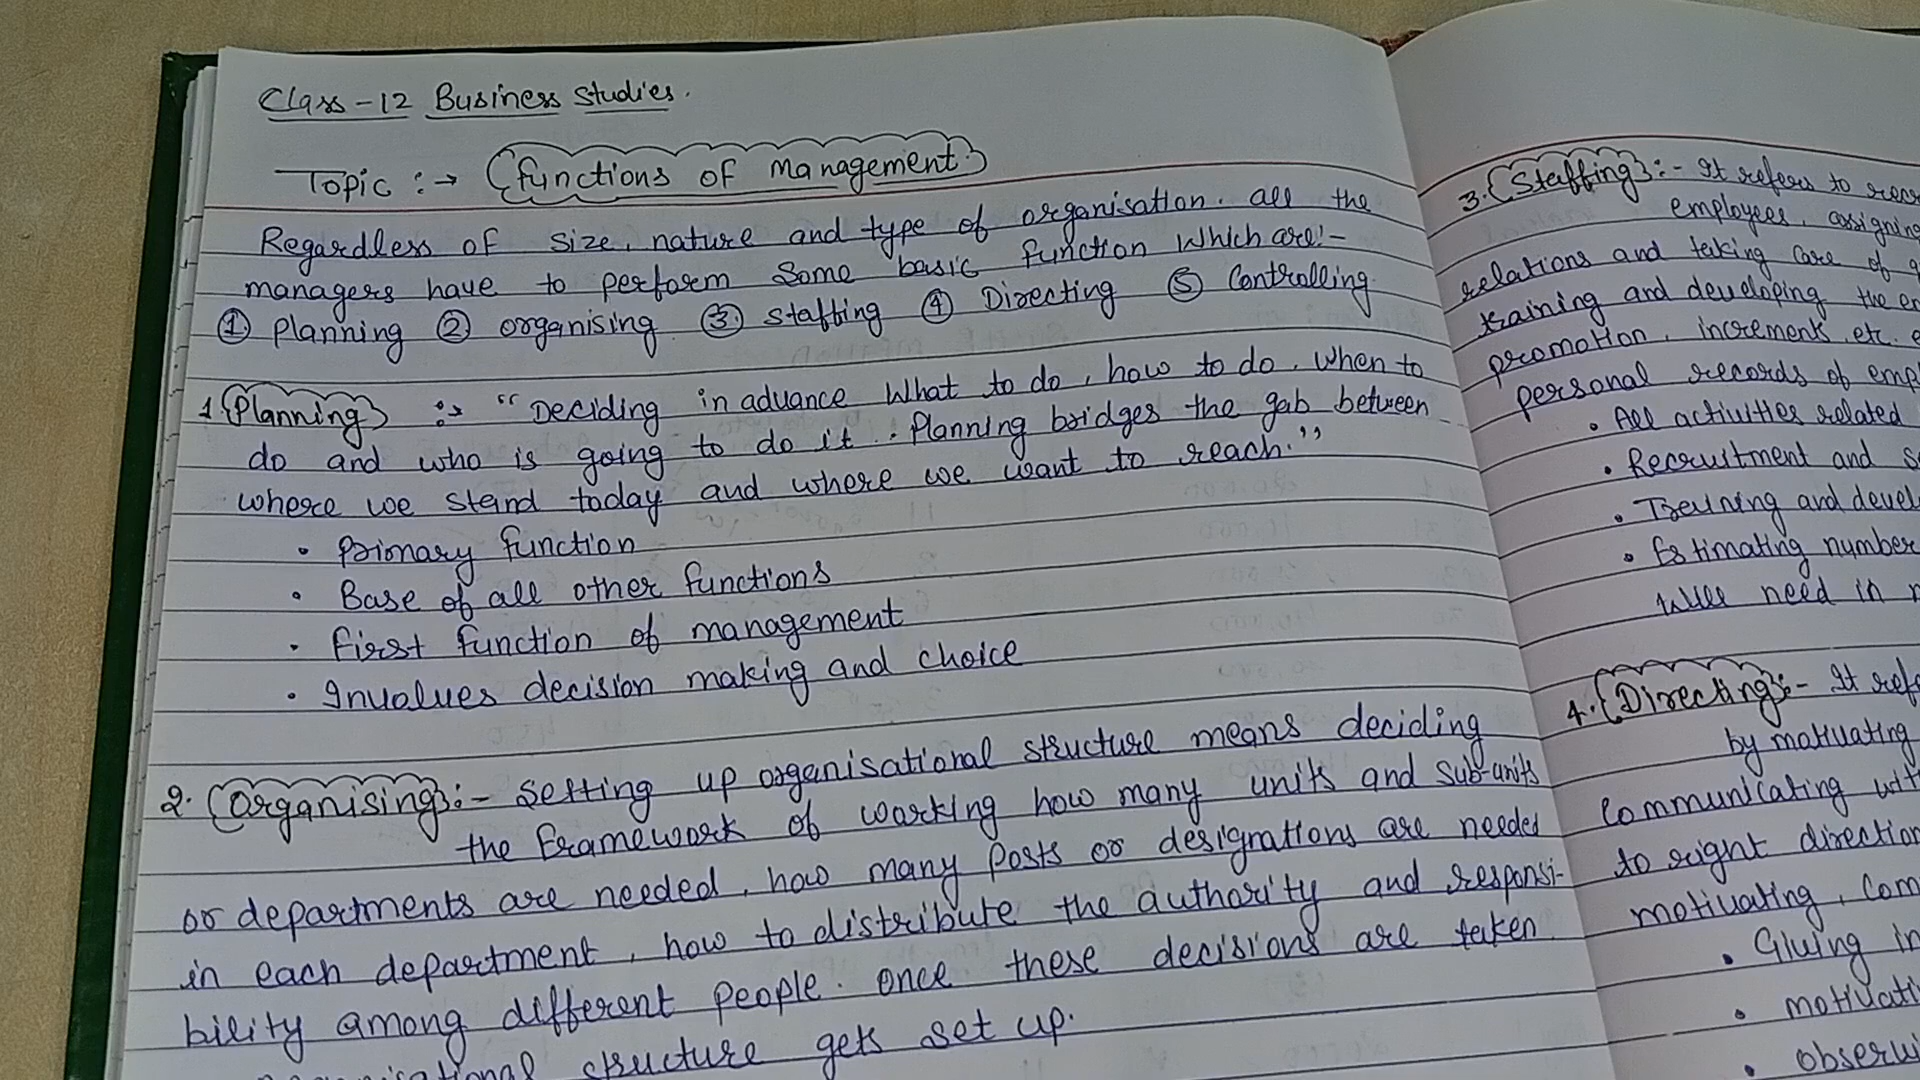 Class-12 Business Studies.
Topic :→ functions of management.
Regardless of size, nature and type of organisation. all the
managers have to perform some basic function which are:-
① Planning ② organising ③ staffing ④ Directing ⑤ Controlling.
1 Planning :→ "Deciding in advance What to do, how to do. When to
do and who is going to do it. Planning bridges the gab between
where we stand today and where we want to reach."
• Primary function
• Base of all other functions
• First function of management
• Involves decision making and choice
2. Organising:- Setting up organisational structure means deciding
the framework of working how many units and sub-units
or departments are needed, how many posts or designations are needed
in each department, how to distribute the authority and responsi-
bility among different people. once these decisions are taken
structure gets set up.
3. Staffing:- It refers to
employees, assigning
relations and taking care of
training and developing the
promotion, increments, etc.
personal records of
• All activities related
• Recruitment and
• Training and
• Estimating number
will need in
4. Directing:- It
by motivating
Communicating
to right
motivating,
• Giving
•
•